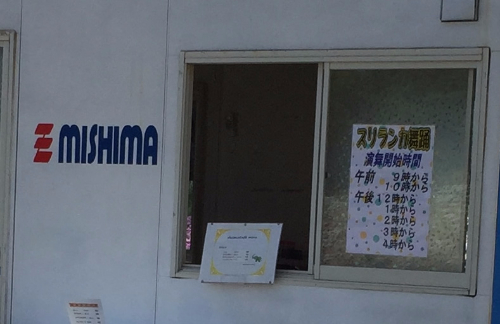 MISHIMA
スリランカ舞踊
演舞開始時間
午前 9時から
10時から
午後12時から
1時から
2時から
3時から
4時から